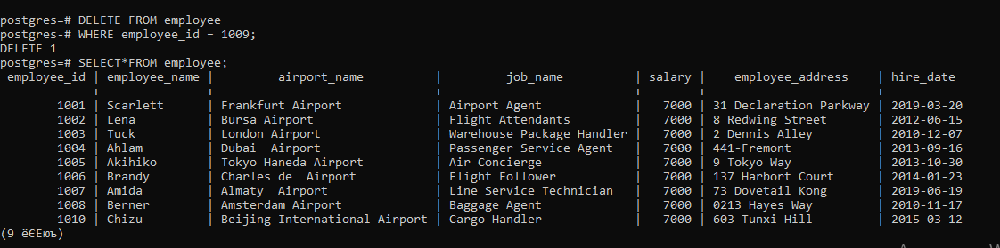 postgres=# DELETE FROM employee
postgres-# WHERE employee_id = 1009;
DELETE 1
postgres=# SELECT*FROM employee;
 employee_id | employee_name |         airport_name          |         job_name          | salary |    employee_address    | hire_date
-------------+---------------+-------------------------------+---------------------------+--------+------------------------+------------
        1001 | Scarlett      | Frankfurt Airport             | Airport Agent             |   7000 | 31 Declaration Parkway | 2019-03-20
        1002 | Lena          | Bursa Airport                 | Flight Attendants         |   7000 | 8 Redwing Street       | 2012-06-15
        1003 | Tuck          | London Airport                | Warehouse Package Handler |   7000 | 2 Dennis Alley         | 2010-12-07
        1004 | Ahlam         | Dubai  Airport                | Passenger Service Agent   |   7000 | 441-Fremont            | 2013-09-16
        1005 | Akihiko       | Tokyo Haneda Airport          | Air Concierge             |   7000 | 9 Tokyo Way            | 2013-10-30
        1006 | Brandy        | Charles de  Airport           | Flight Follower           |   7000 | 137 Harbort Court      | 2014-01-23
        1007 | Amida         | Almaty  Airport               | Line Service Technician   |   7000 | 73 Dovetail Kong       | 2019-06-19
        1008 | Berner        | Amsterdam Airport             | Baggage Agent             |   7000 | 0213 Hayes Way         | 2010-11-17
        1010 | Chizu         | Beijing International Airport | Cargo Handler             |   7000 | 603 Tunxi Hill         | 2015-03-12
(9 ёЄЁюъ)